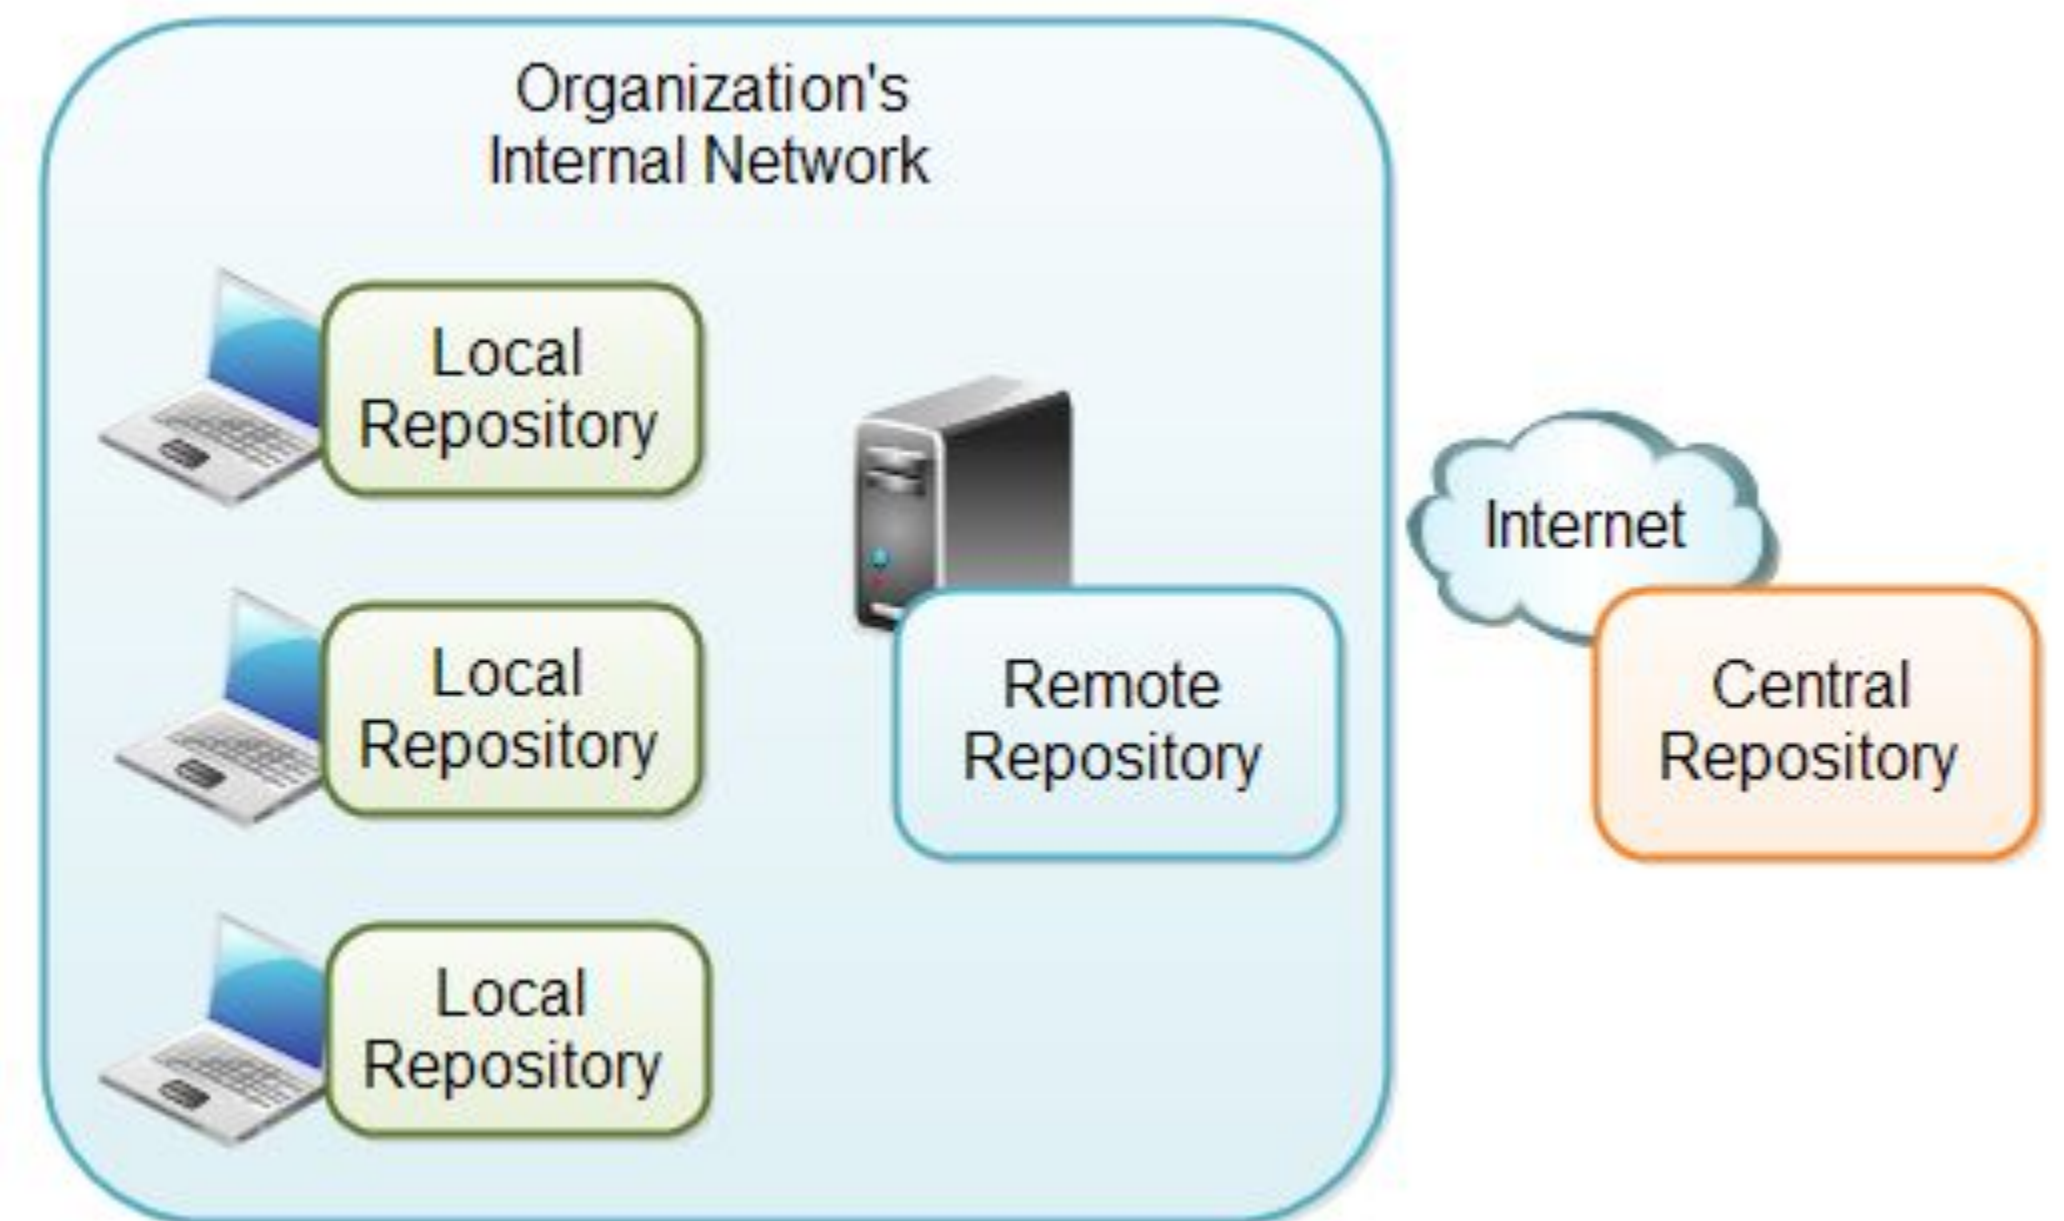 Organization's
Internal Network
Local
Repository
Local
Repository
Local
Repository
Remote
Repository
Internet
Central
Repository